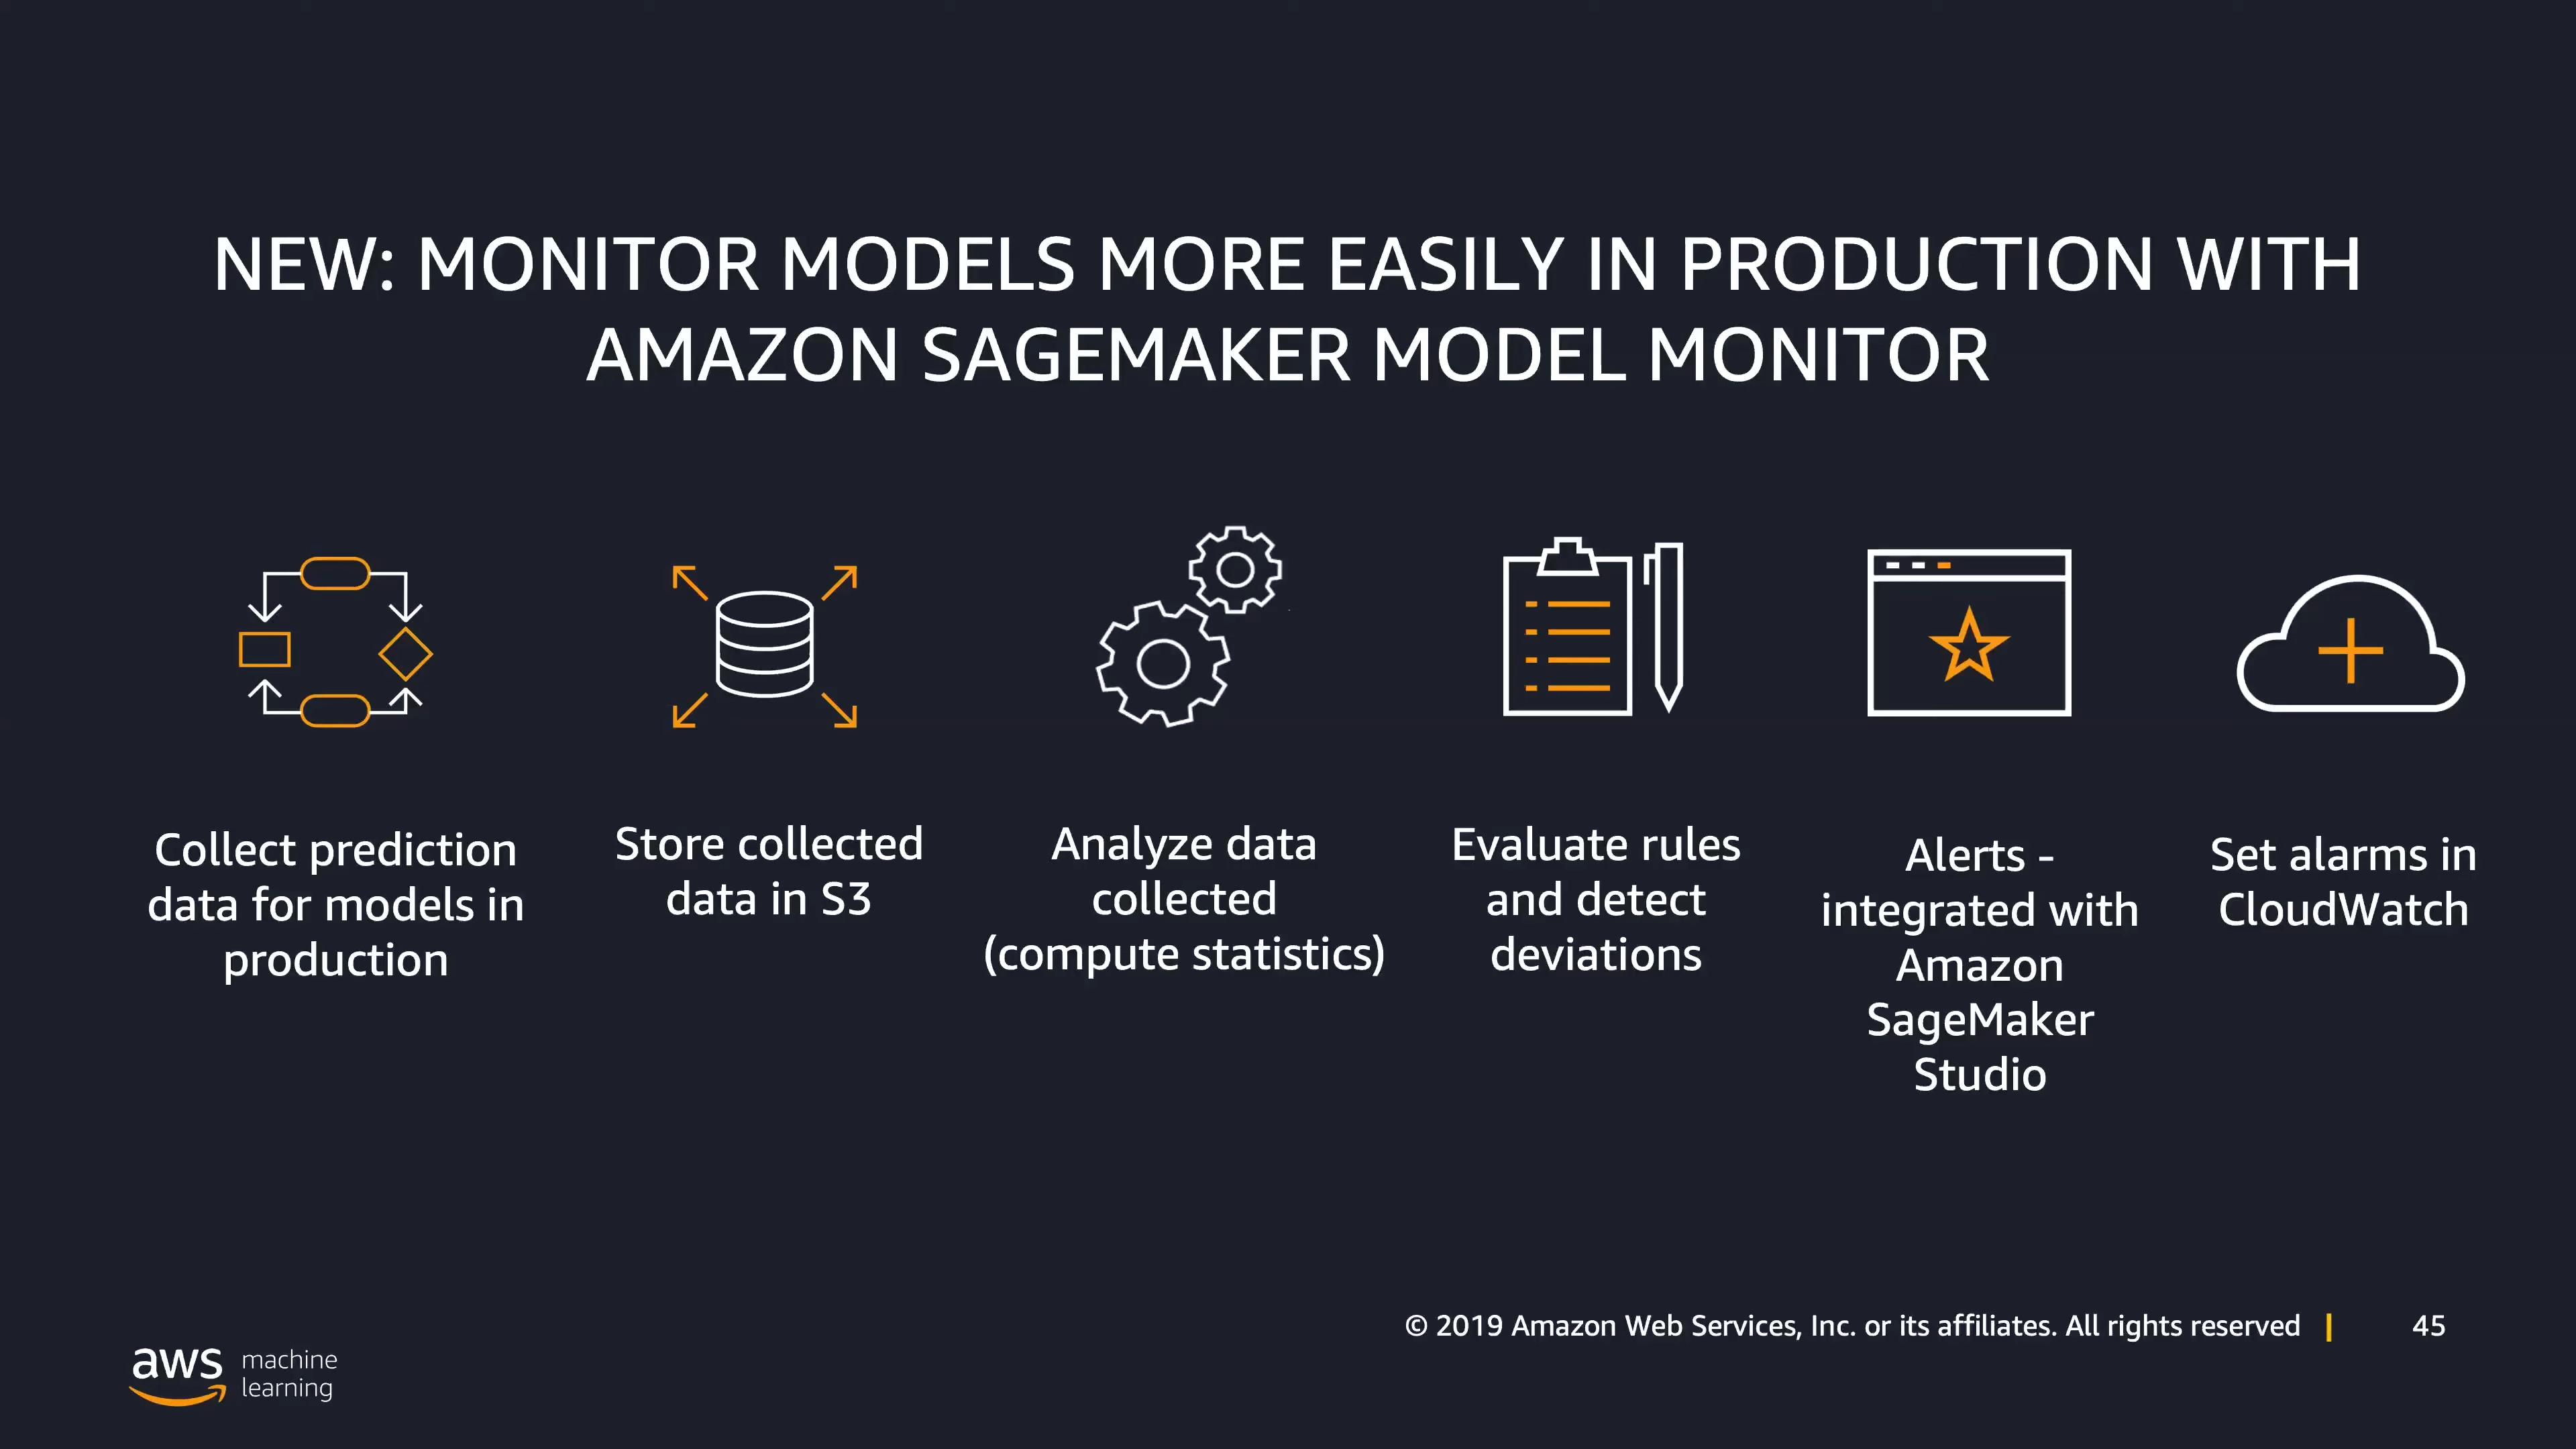 NEW: MONITOR MODELS MORE EASILY IN PRODUCTION WITH
AMAZON SAGEMAKER MODEL MONITOR
Collect prediction
data for models in
production
Store collected
data in S3
Analyze data
collected
(compute statistics)
Evaluate rules
and detect
deviations
Alerts -
integrated with
Amazon
SageMaker
Studio
Set alarms in
CloudWatch
© 2019 Amazon Web Services, Inc. or its affiliates. All rights reserved | 45
aws machine
learning